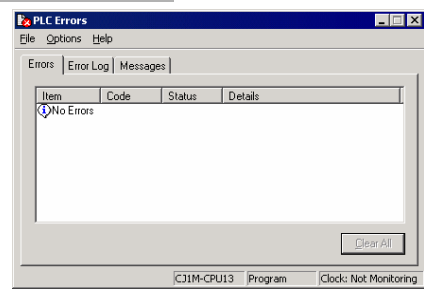 PLC Errors
File Options Help
Errors Error Log Messages
Item Code Status Details
No Errors
Clear All
CJ1M-CPU13 Program Clock: Not Monitoring